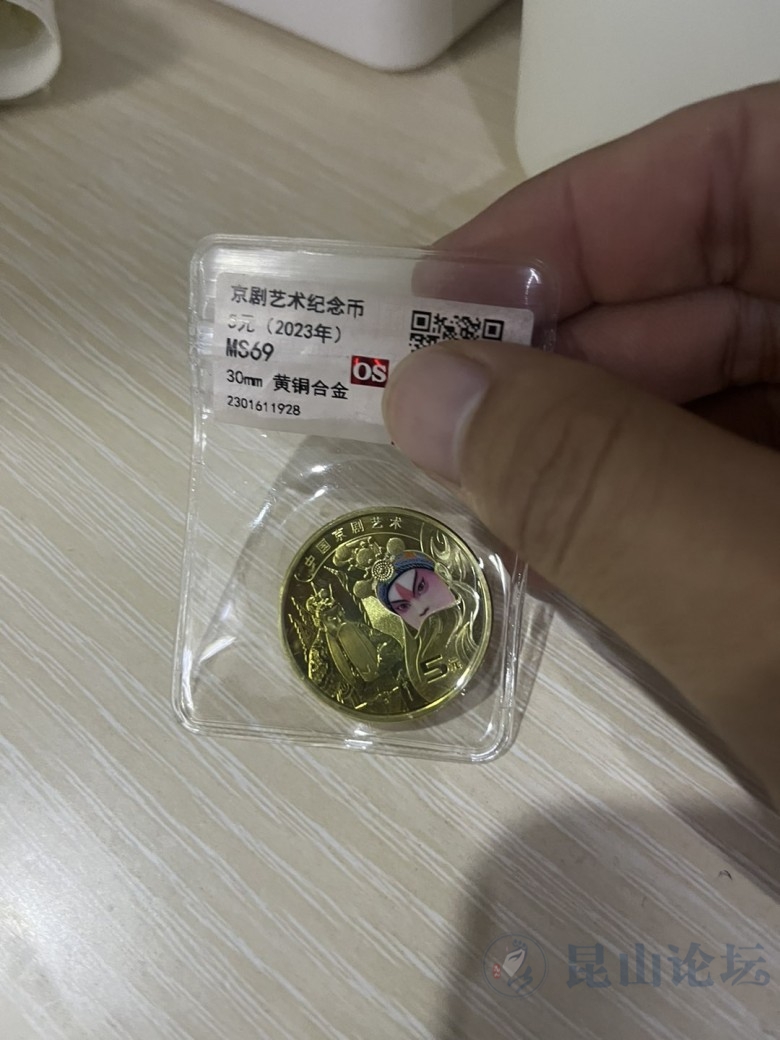 京剧艺术纪念币
5元（2023年）
MS69
OS
30mm 黄铜合金
2301611928
中国京剧艺术
5元
昆山论坛